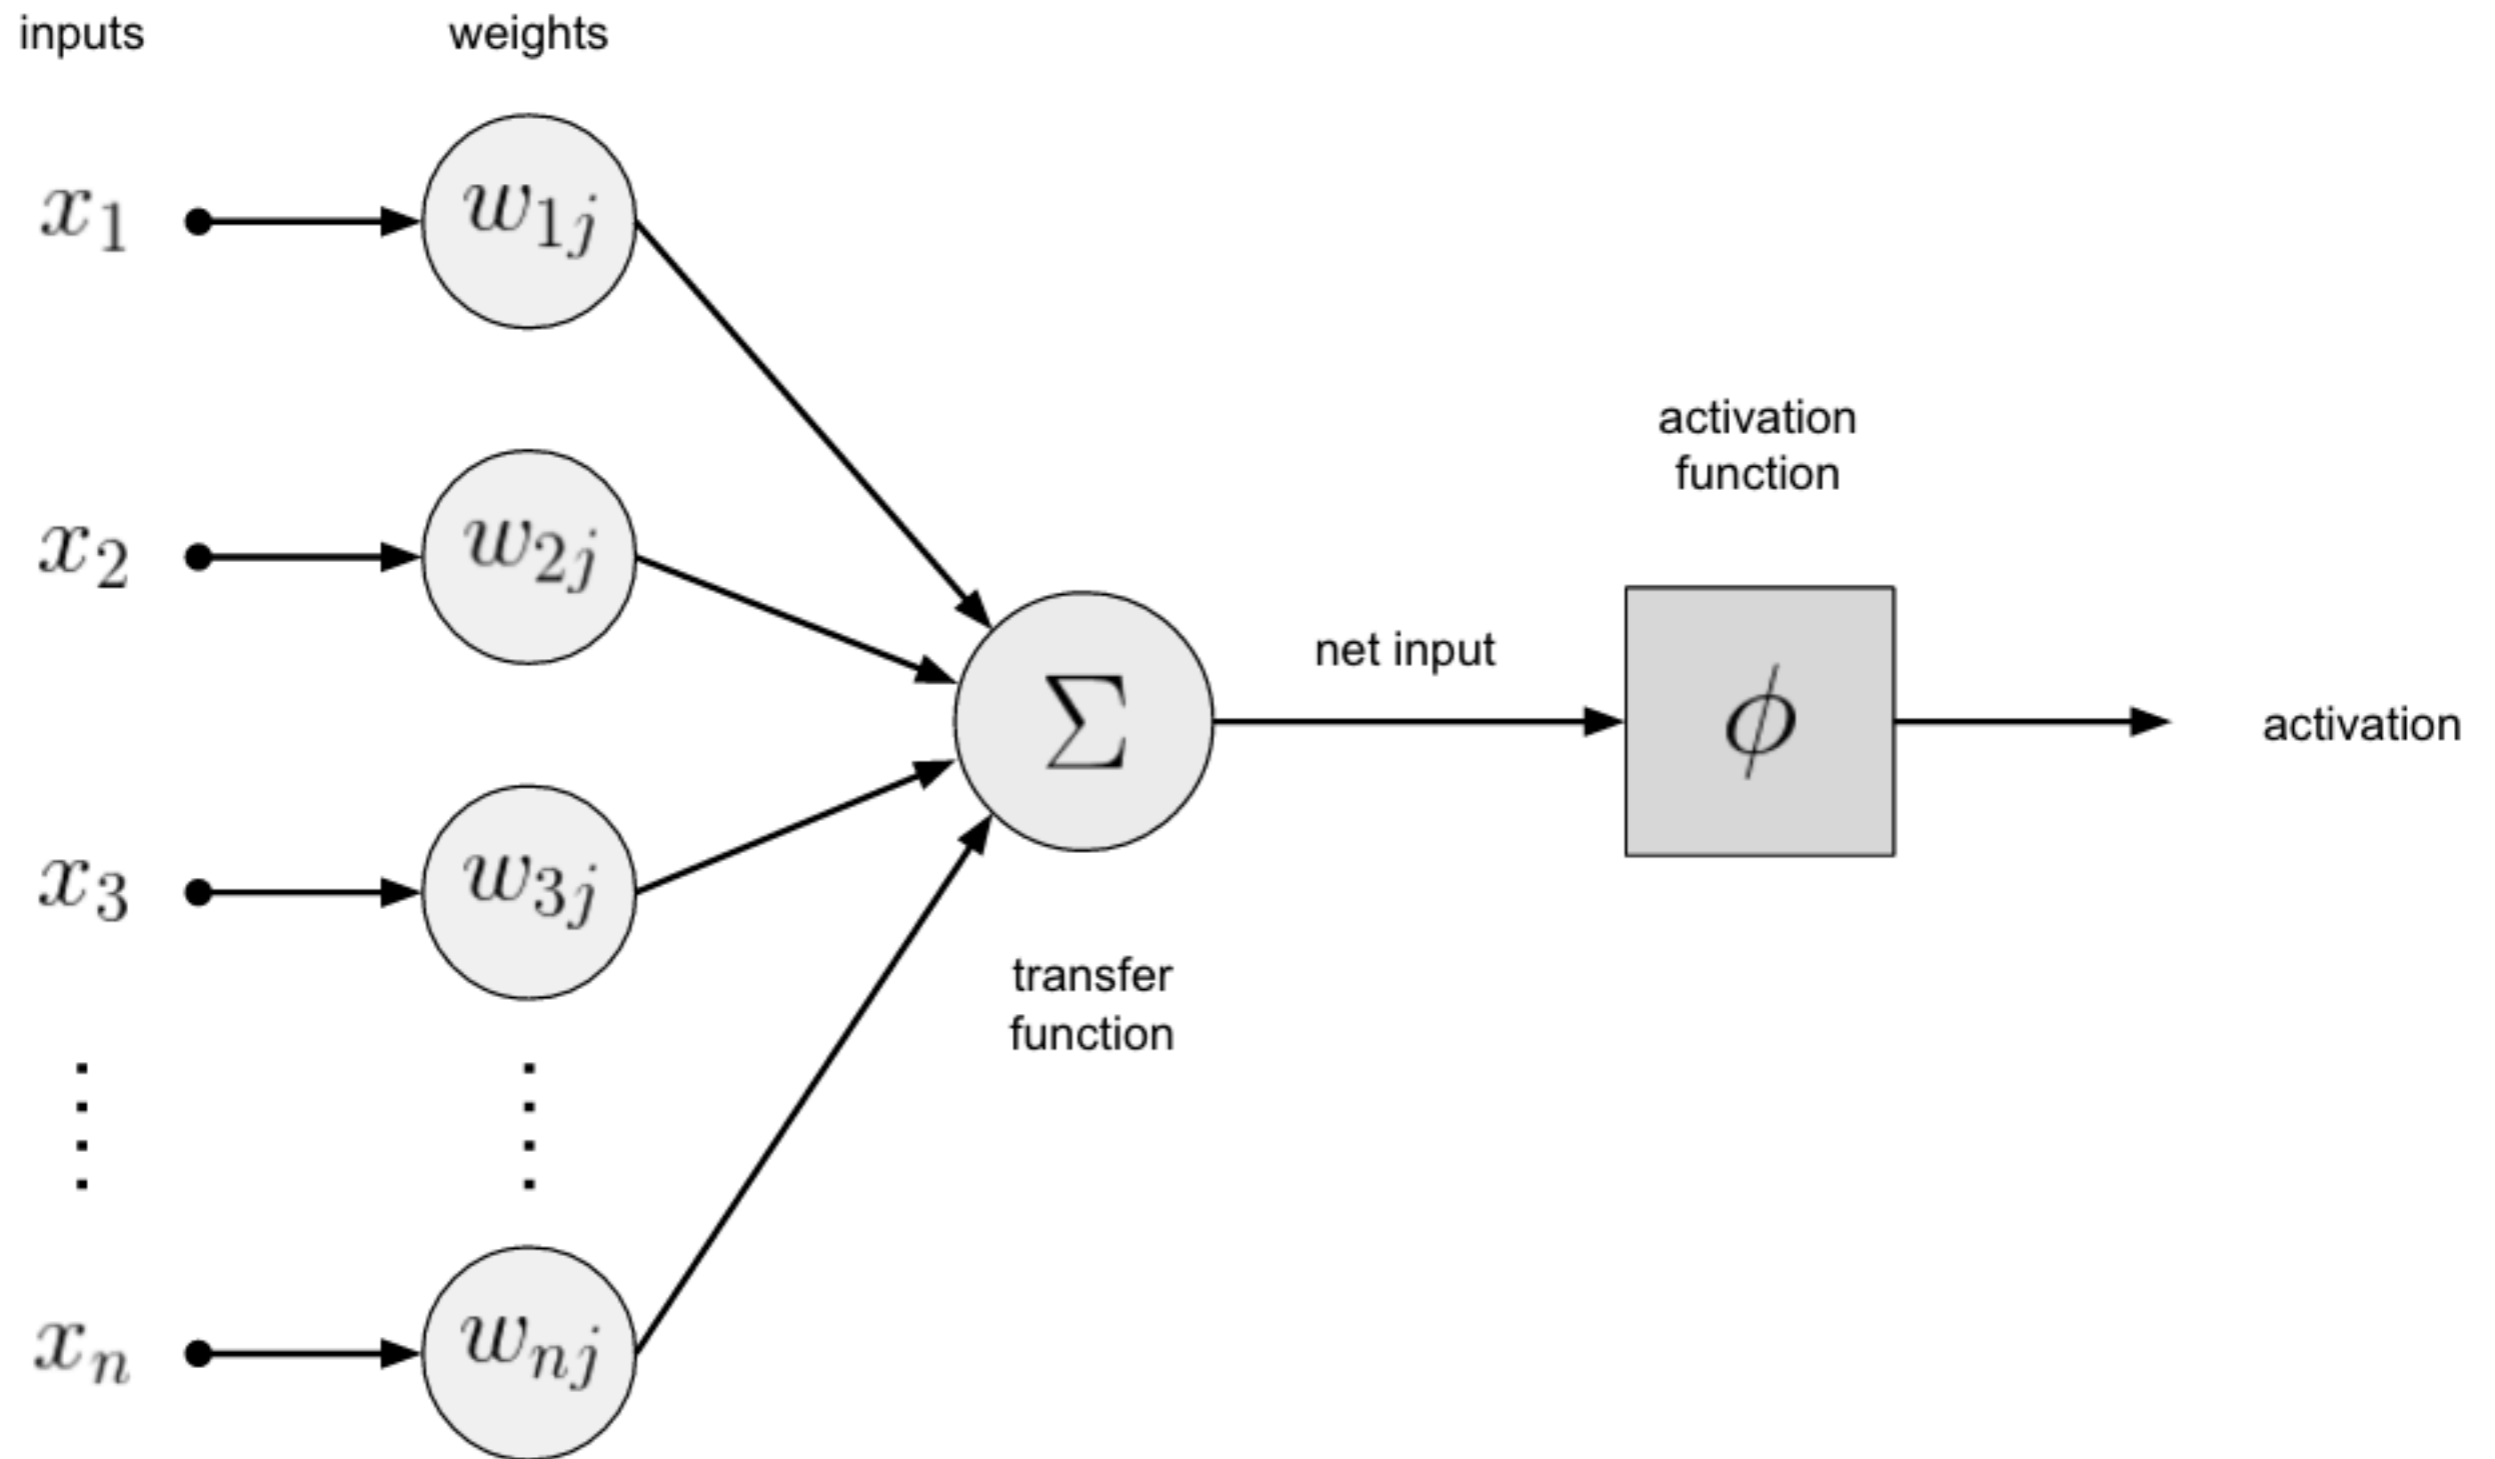 inputs
weights
x1
w1j
x2
w2j
x3
w3j
xn
wnj
Σ
transfer
function
net input
activation
function
ϕ
activation